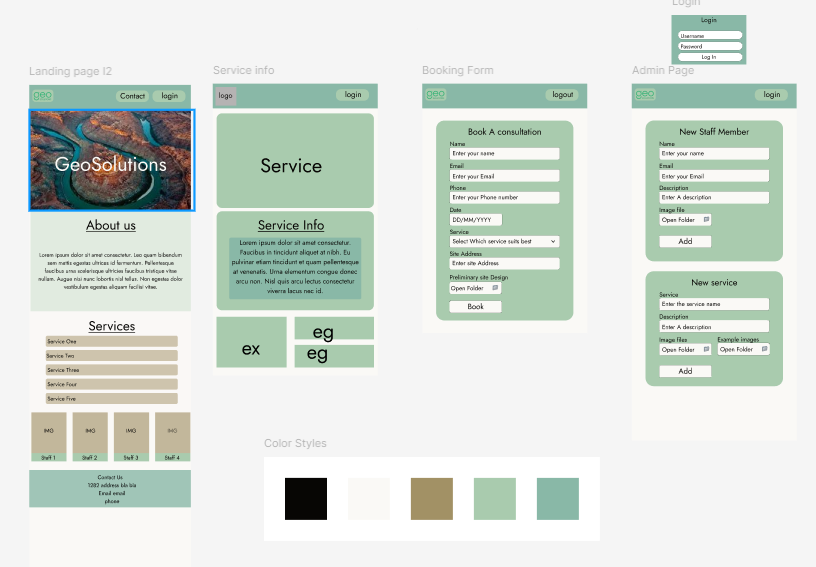 Login
Login
Username
Password
Log In
Landing page I2
geo
Contact
login
GeoSolutions
About us
Lorem ipsum dolor sit amet consectetur. Leo quam bibendum
sem mattis egestas ultrices id fermentum. Pellentesque
faucibus urna scelerisque ultricies faucibus tristique vitae
nullam. Augue nisi nunc lobortis nisl tellus. Non egestas dolor
vestibulum egestas aliquam facilisi vitae.
Services
Service One
Service Two
Service Three
Service Four
Service Five
IMG
IMG
IMG
IMG
Staff 1
Staff 2
Staff 3
Staff 4
Contact Us
1282 address bla bla
Email email
phone
Service info
logo
login
Service
Service Info
Lorem ipsum dolor sit amet consectetur.
Faucibus in tincidunt aliquet at nibh. Eu
pulvinar etiam tincidunt et quam donec quam
at venenatis. Urna elementum congue donec
arcu non. Nisl quis arcu lectus consectetur
viverra lacus nec id.
ex
eg
eg
Booking Form
geo
logout
Book A consultation
Name
Enter your name
Email
Enter your Email
Phone
Enter your Phone number
Date
DD/MM/YYYY
Service
Select Which service suits best
Site Address
Enter site Address
Preliminary site Design
Open Folder
Book
Admin Page
geo
login
New Staff Member
Name
Enter your name
Email
Enter your Email
Description
Enter A description
Image file
Open Folder
Add
New service
Service
Enter the service name
Description
Enter A description
Image files
Example images
Open Folder
Open Folder
Add
Color Styles